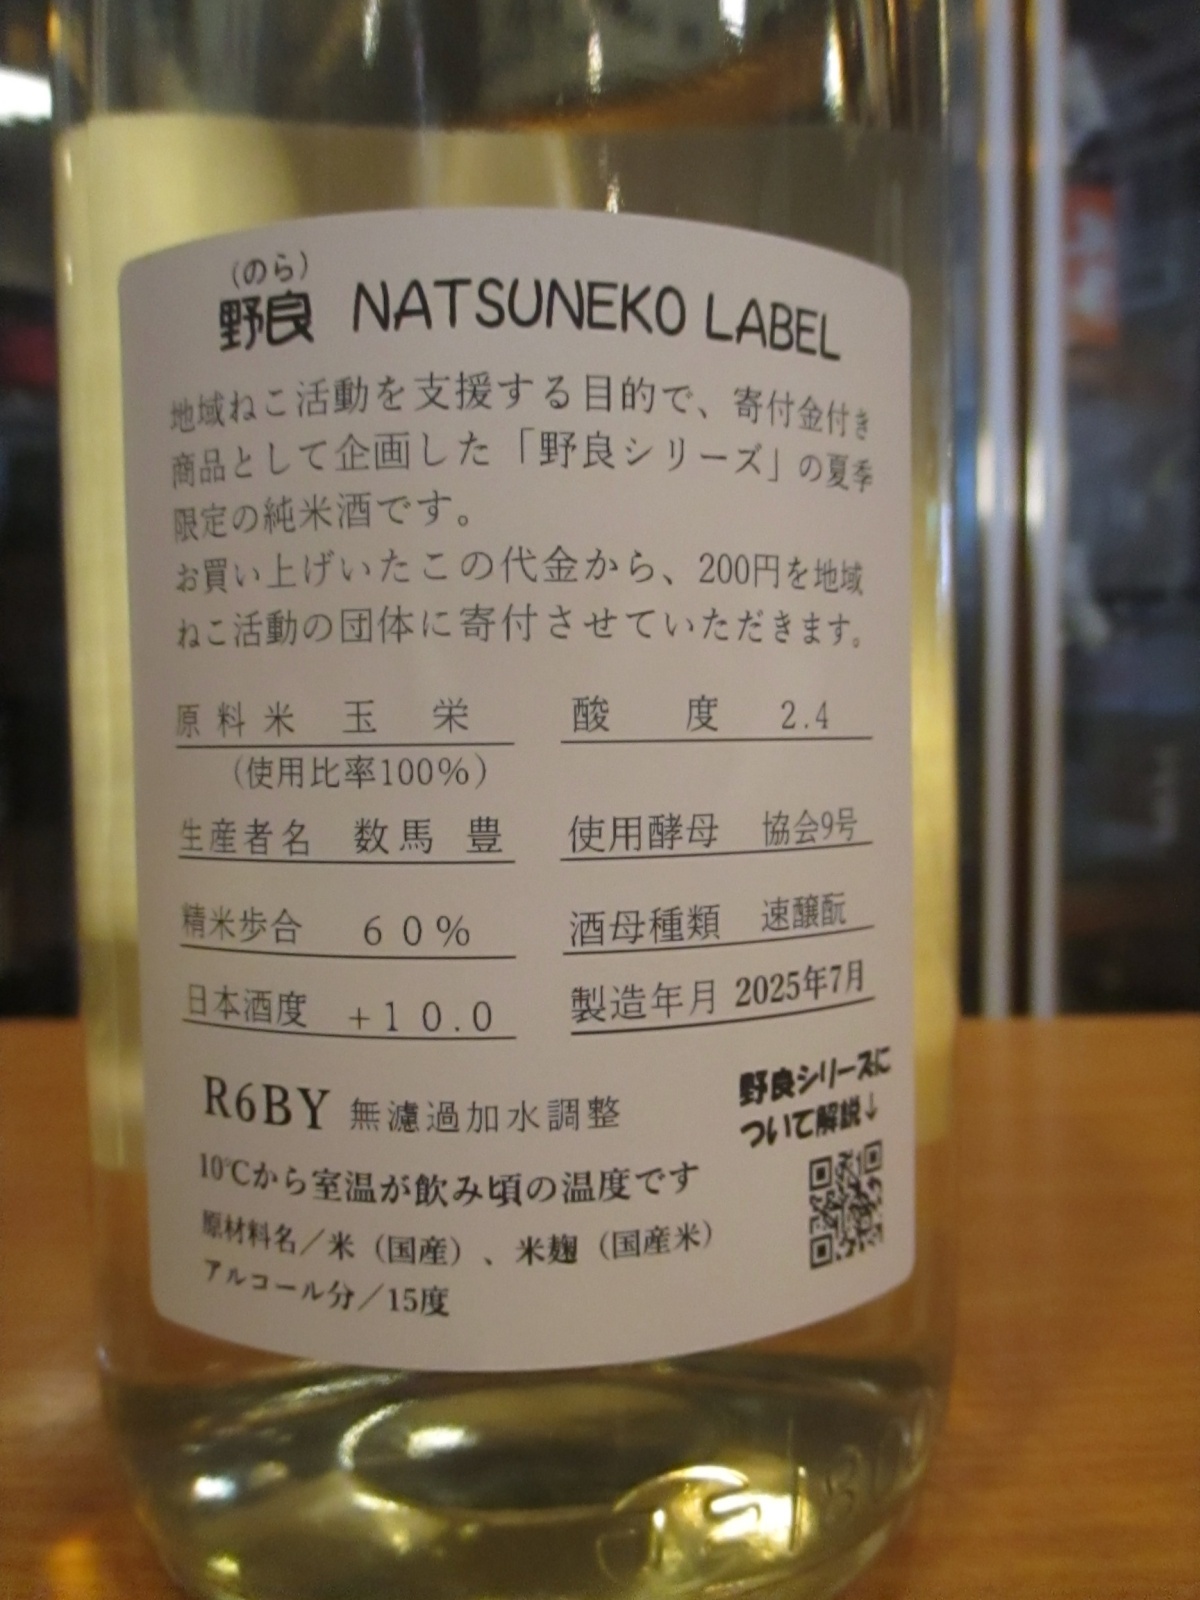 (のら)
野良 NATSUNEKO LABEL
地域ねこ活動を支援する目的で、寄付金付き
商品として企画した「野良シリーズ」の夏季
限定の純米酒です。
お買い上げいたこの代金から、200円を地域
ねこ活動の団体に寄付させていただきます。
原料米 玉栄 酸度 2.4
(使用比率100%)
生産者名 数馬 豊 使用酵母 協会9号
精米歩合 60% 酒母種類 速醸酛
日本酒度 +10.0 製造年月 2025年7月
R6BY 無濾過加水調整
野良シリーズに
ついて解説↓
10℃から室温が飲み頃の温度です
原材料名/米(国産)、米麹(国産米)
アルコール分/15度